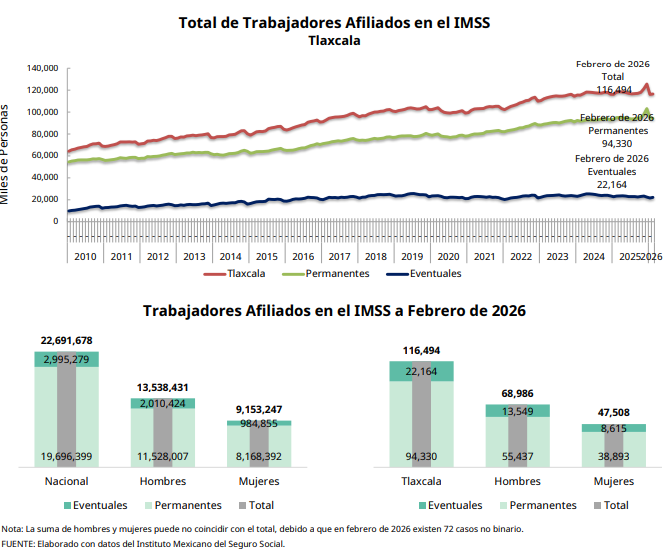 Total de Trabajadores Afiliados en el IMSS
Tlaxcala
Miles de Personas
140,000
120,000
100,000
80,000
60,000
40,000
20,000
0
Febrero de 2026
Total
116,494
Febrero de 2026
Permanentes
94,330
Febrero de 2026
Eventuales
22,164
2010 2011 2012 2013 2014 2015 2016 2017 2018 2019 2020 2021 2022 2023 2024 2025 2026
Tlaxcala Permanentes Eventuales
Trabajadores Afiliados en el IMSS a Febrero de 2026
22,691,678
2,995,279
19,696,399
13,538,431
2,010,424
11,528,007
9,153,247
984,855
8,168,392
Nacional Hombres Mujeres
Eventuales Permanentes Total
116,494
22,164
94,330
68,986
13,549
55,437
47,508
8,615
38,893
Tlaxcala Hombres Mujeres
Eventuales Permanentes Total
Nota: La suma de hombres y mujeres puede no coincidir con el total, debido a que en febrero de 2026 existen 72 casos no binario.
FUENTE: Elaborado con datos del Instituto Mexicano del Seguro Social.